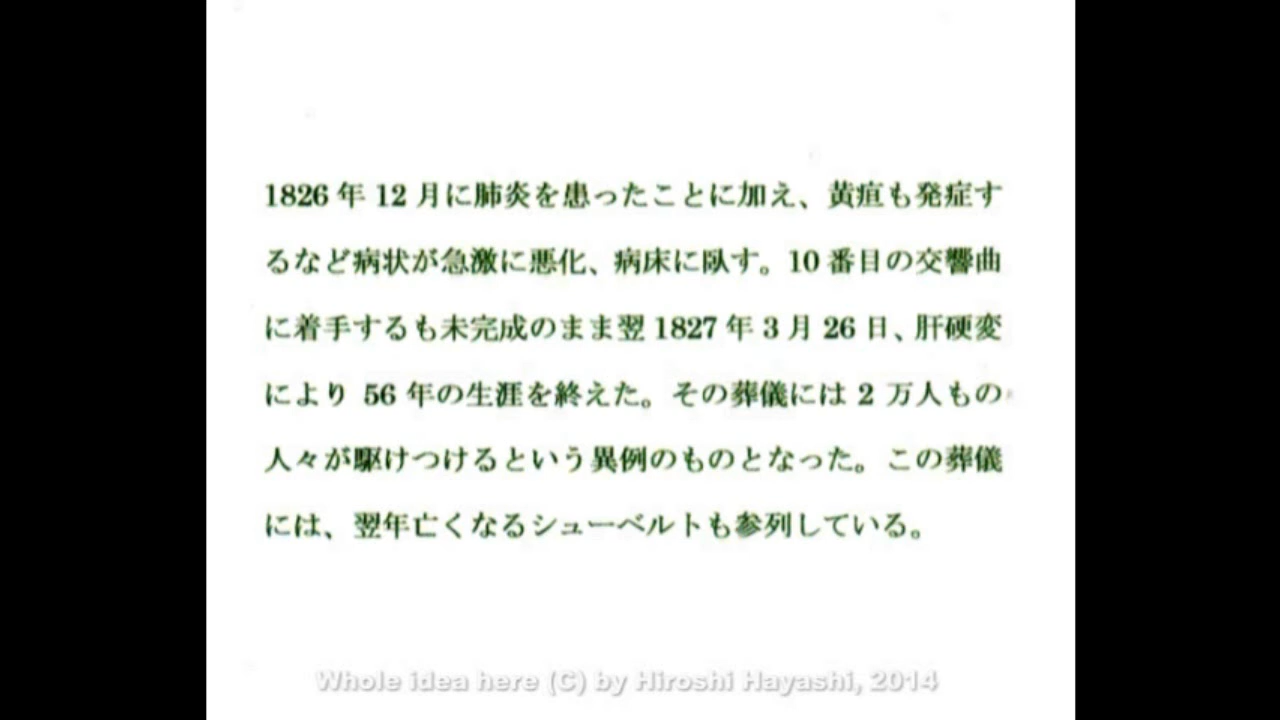 1826 年 12 月に肺炎を患ったことに加え、黄疸も発症す
るなど病状が急激に悪化、病床に臥す。10 番目の交響曲
に着手するも未完成のまま翌 1827 年 3 月 26 日、肝硬変
により 56 年の生涯を終えた。その葬儀には 2 万人もの
人々が駆けつけるという異例のものとなった。この葬儀
には、翌年亡くなるシューベルトも参列している。
Whole idea here (C) by Hiroshi Hayashi, 2014